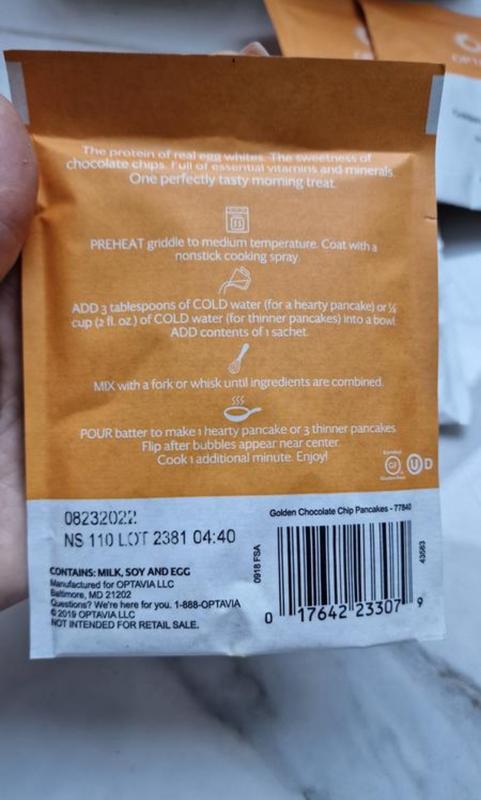 The protein of real egg whites. The sweetness of
chocolate chips. Full of essential vitamins and minerals.
One perfectly tasty morning treat.
PREHEAT griddle to medium temperature. Coat with a
nonstick cooking spray.
ADD 3 tablespoons of COLD water (for a hearty pancake) or ¼
cup (2 fl. oz.) of COLD water (for thinner pancakes) into a bowl.
ADD contents of 1 sachet.
MIX with a fork or whisk until ingredients are combined.
POUR batter to make 1 hearty pancake or 3 thinner pancakes.
Flip after bubbles appear near center.
Cook 1 additional minute. Enjoy!
Certified
GF
Gluten-Free
U D
08232022
NS 110 LOT 2381 04:40
CONTAINS: MILK, SOY AND EGG
Manufactured for OPTAVIA LLC
Baltimore, MD 21202
Questions? We're here for you. 1-888-OPTAVIA
© 2019 OPTAVIA LLC
NOT INTENDED FOR RETAIL SALE.
Golden Chocolate Chip Pancakes - 77840
0918 FSA
43583
0 17642 23307 9